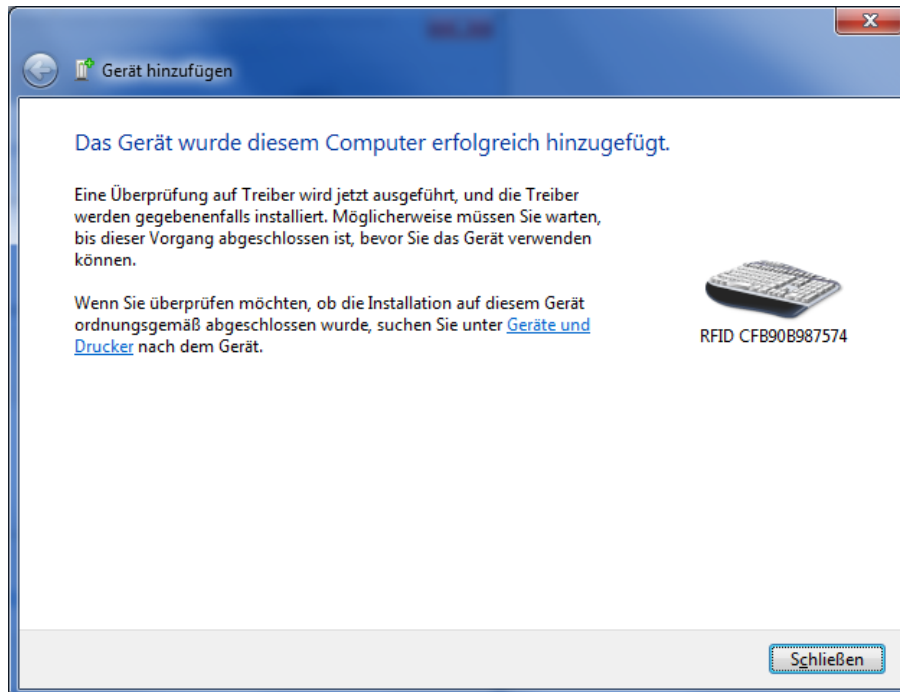 Gerät hinzufügen
Das Gerät wurde diesem Computer erfolgreich hinzugefügt.
Eine Überprüfung auf Treiber wird jetzt ausgeführt, und die Treiber
werden gegebenenfalls installiert. Möglicherweise müssen Sie warten,
bis dieser Vorgang abgeschlossen ist, bevor Sie das Gerät verwenden
können.
Wenn Sie überprüfen möchten, ob die Installation auf diesem Gerät
ordnungsgemäß abgeschlossen wurde, suchen Sie unter Geräte und
Drucker nach dem Gerät.
RFID CFB90B987574
Schließen